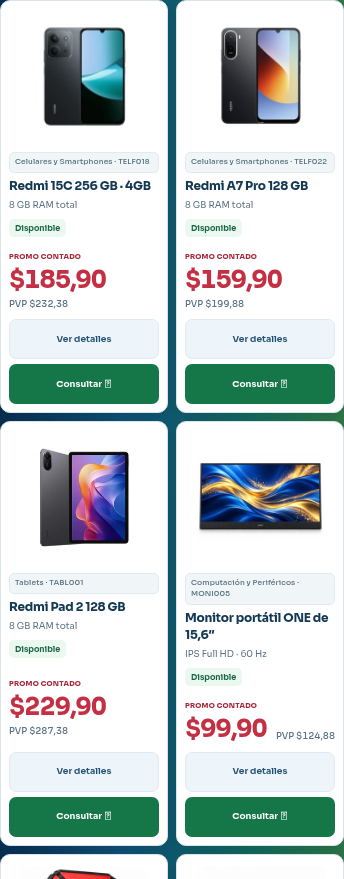 Celulares y Smartphones · TELF018
Redmi 15C 256 GB · 4GB
8 GB RAM total
Disponible
PROMO CONTADO
$185,90
PVP $232,38
Ver detalles
Consultar
Celulares y Smartphones · TELF022
Redmi A7 Pro 128 GB
8 GB RAM total
Disponible
PROMO CONTADO
$159,90
PVP $199,88
Ver detalles
Consultar
Tablets · TABL001
Redmi Pad 2 128 GB
8 GB RAM total
Disponible
PROMO CONTADO
$229,90
PVP $287,38
Ver detalles
Consultar
Computación y Periféricos ·
MONI005
Monitor portátil ONE de
15,6”
IPS Full HD · 60 Hz
Disponible
PROMO CONTADO
$99,90 PVP $124,88
Ver detalles
Consultar